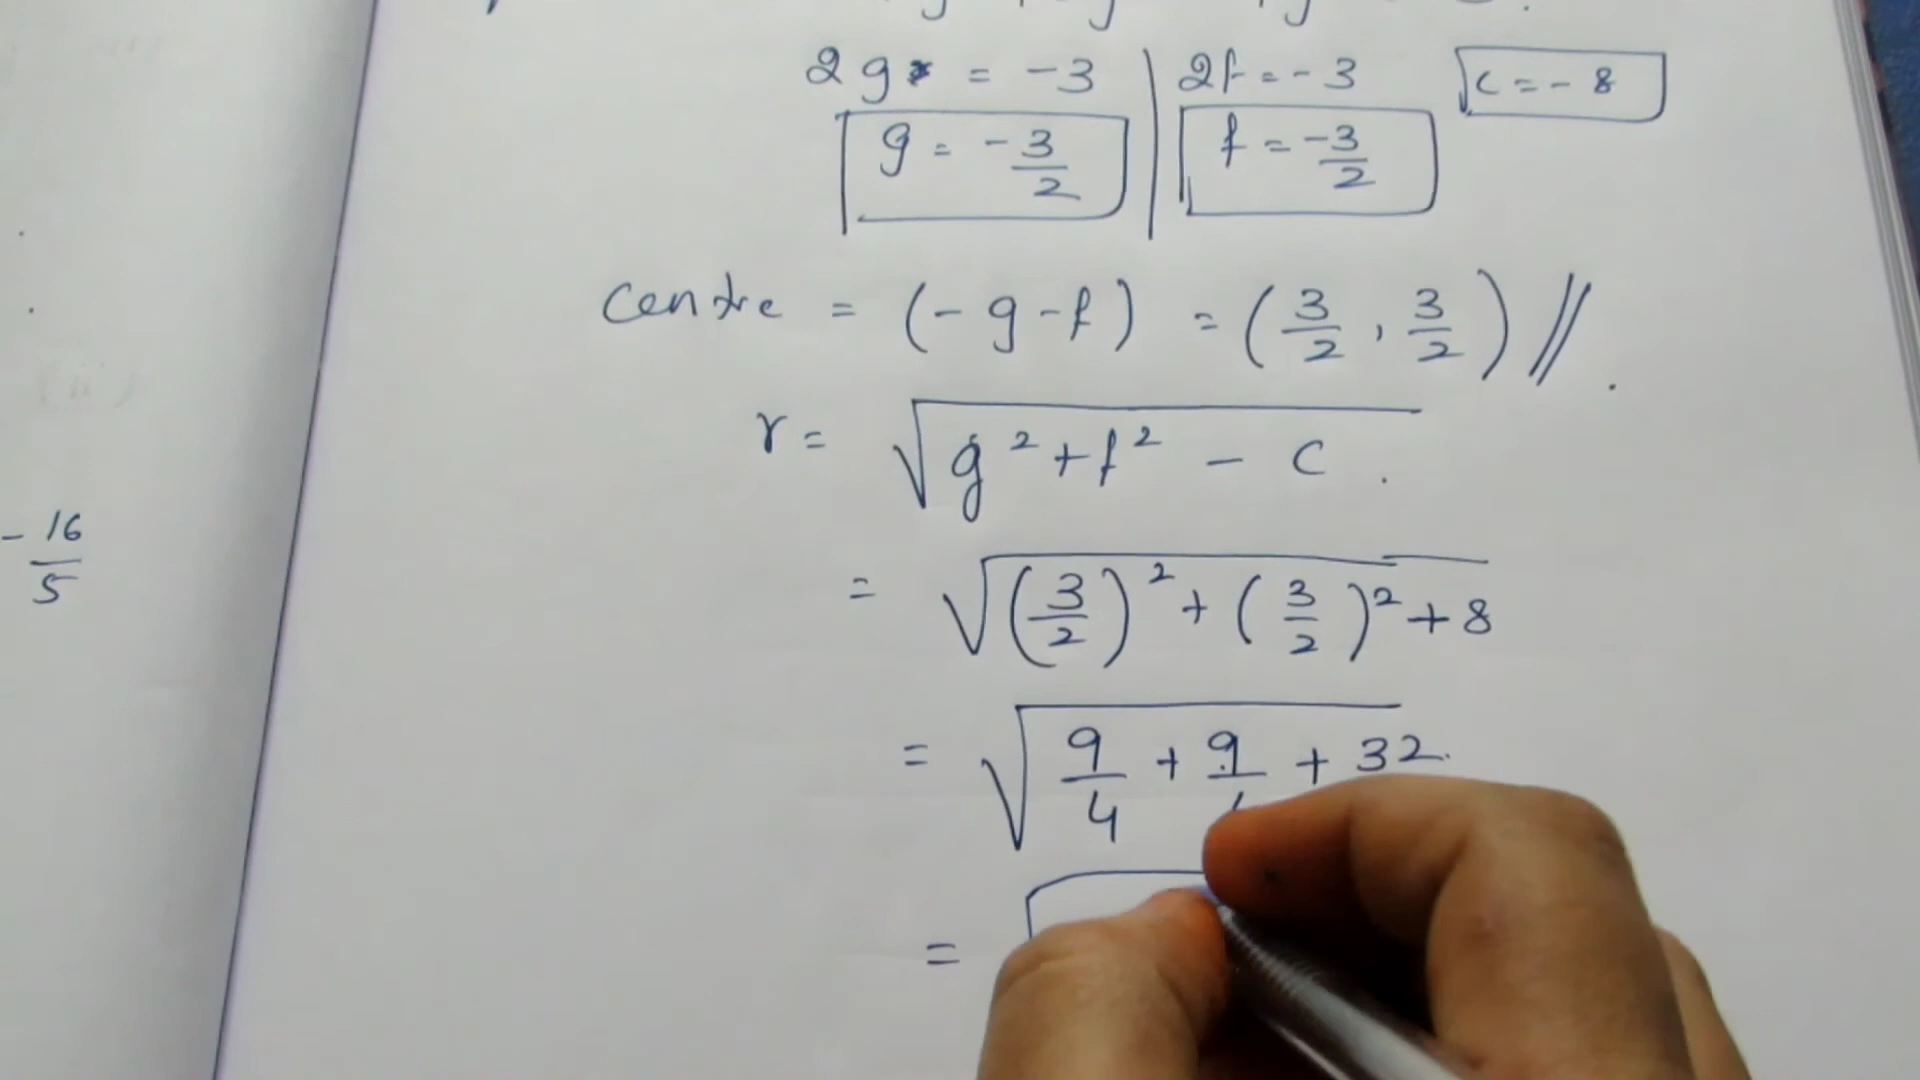 2g = -3 | 2f = -3 c = -8
g = -3/2 f = -3/2
Centre = (-g -f) = (3/2, 3/2) //
r = √(g² + f² - c)
= √((3/2)² + (3/2)² + 8)
= √(9/4 + 9/ + 32
=
-16/5